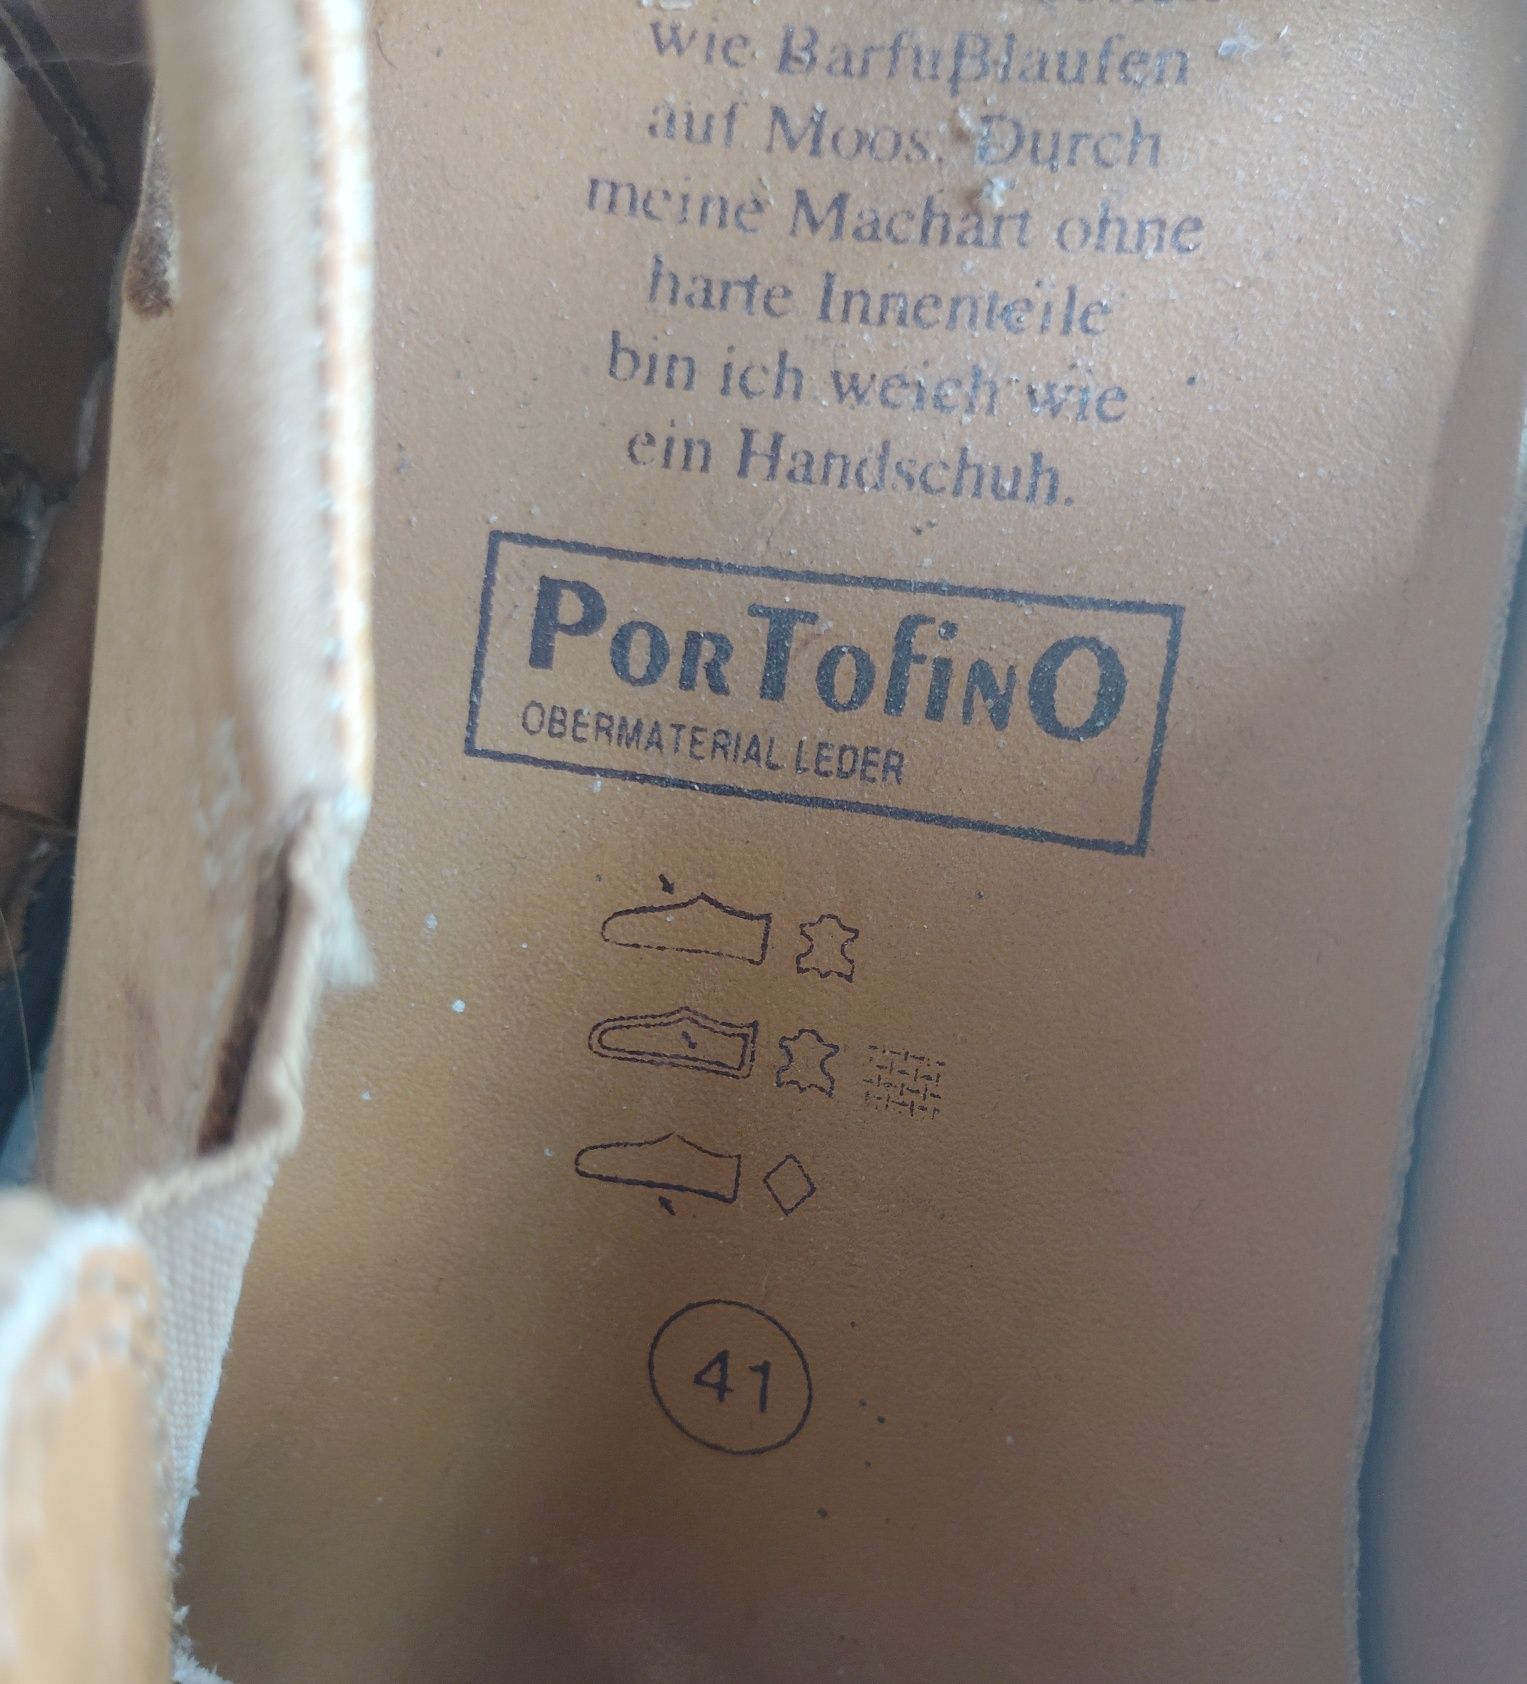 wie Barfußlaufen
auf Moos. Durch
meine Machart ohne
harte Innenteile
bin ich weich wie
ein Handschuh.
PORTOfiNO
OBERMATERIAL LEDER
41